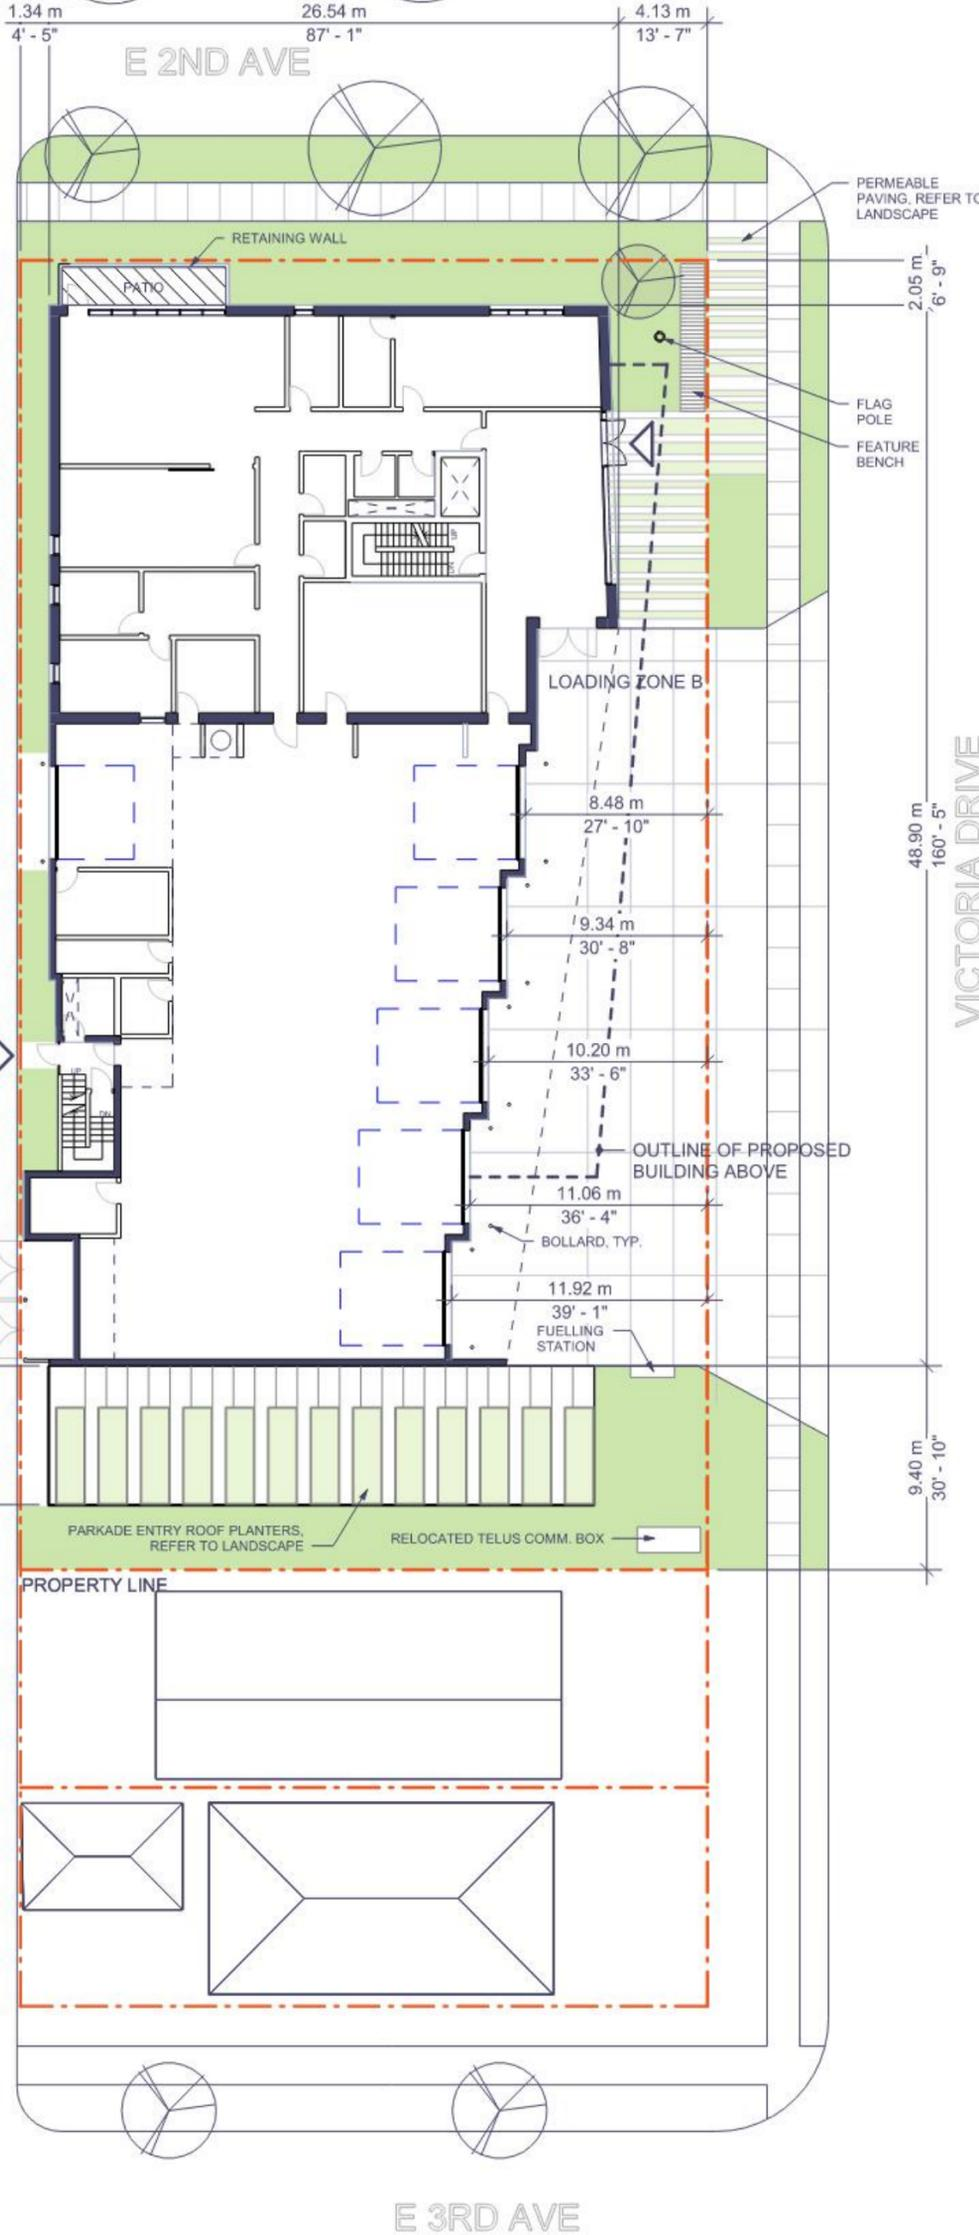 1.34 m
4' - 5"
26.54 m
87' - 1"
4.13 m
13' - 7"
E 2ND AVE
PERMEABLE
PAVING, REFER TO
LANDSCAPE
RETAINING WALL
PATIO
2.05 m
6' - 9"
FLAG
POLE
FEATURE
BENCH
UP
DN
LOADING ZONE B
VICTORIA DRIVE
48.90 m
160' - 5"
8.48 m
27' - 10"
9.34 m
30' - 8"
10.20 m
33' - 6"
UP
DN
OUTLINE OF PROPOSED
BUILDING ABOVE
11.06 m
36' - 4"
BOLLARD, TYP.
11.92 m
39' - 1"
FUELLING
STATION
9.40 m
30' - 10"
PARKADE ENTRY ROOF PLANTERS,
REFER TO LANDSCAPE
RELOCATED TELUS COMM. BOX
PROPERTY LINE
E 3RD AVE